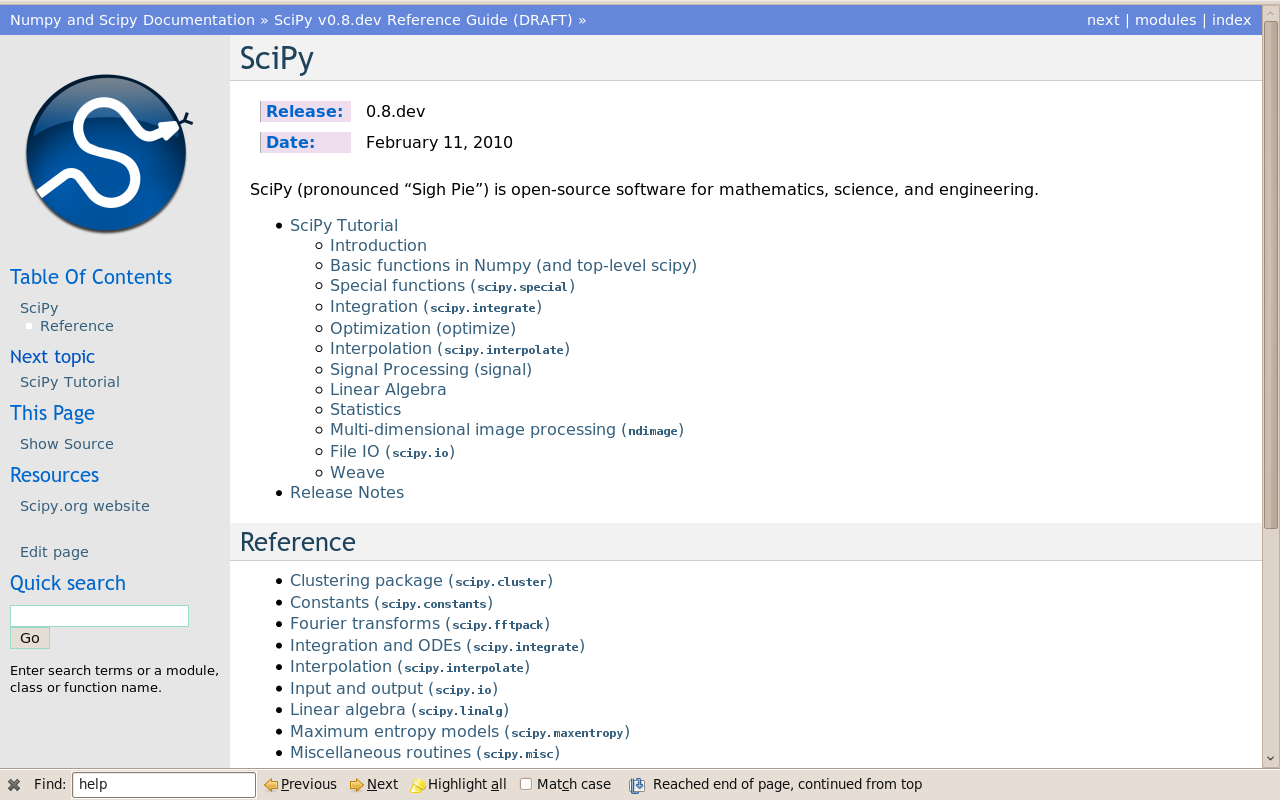 Numpy and Scipy Documentation » SciPy v0.8.dev Reference Guide (DRAFT) »
next | modules | index
Table Of Contents
SciPy
Reference
Next topic
SciPy Tutorial
This Page
Show Source
Resources
Scipy.org website
Edit page
Quick search
Go
Enter search terms or a module,
class or function name.
SciPy
Release: 0.8.dev
Date: February 11, 2010
SciPy (pronounced “Sigh Pie”) is open-source software for mathematics, science, and engineering.
SciPy Tutorial
Introduction
Basic functions in Numpy (and top-level scipy)
Special functions (scipy.special)
Integration (scipy.integrate)
Optimization (optimize)
Interpolation (scipy.interpolate)
Signal Processing (signal)
Linear Algebra
Statistics
Multi-dimensional image processing (ndimage)
File IO (scipy.io)
Weave
Release Notes
Reference
Clustering package (scipy.cluster)
Constants (scipy.constants)
Fourier transforms (scipy.fftpack)
Integration and ODEs (scipy.integrate)
Interpolation (scipy.interpolate)
Input and output (scipy.io)
Linear algebra (scipy.linalg)
Maximum entropy models (scipy.maxentropy)
Miscellaneous routines (scipy.misc)
Find: help Previous Next Highlight all Match case Reached end of page, continued from top